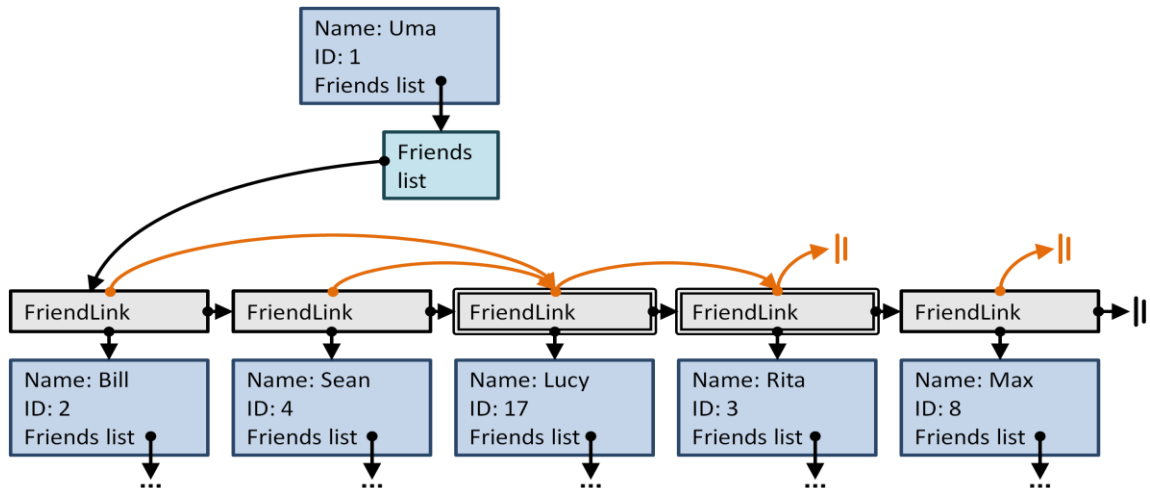 Name: Uma
ID: 1
Friends list
Friends
list
FriendLink
FriendLink
FriendLink
FriendLink
FriendLink
Name: Bill
ID: 2
Friends list
Name: Sean
ID: 4
Friends list
Name: Lucy
ID: 17
Friends list
Name: Rita
ID: 3
Friends list
Name: Max
ID: 8
Friends list
...
...
...
...
...